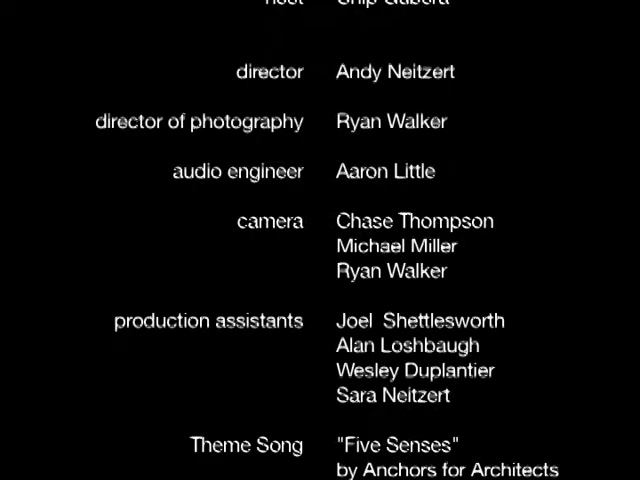 director Andy Neitzert
director of photography Ryan Walker
audio engineer Aaron Little
camera Chase Thompson
Michael Miller
Ryan Walker
production assistants Joel Shettlesworth
Alan Loshbaugh
Wesley Duplantier
Sara Neitzert
Theme Song "Five Senses"
by Anchors for Architects